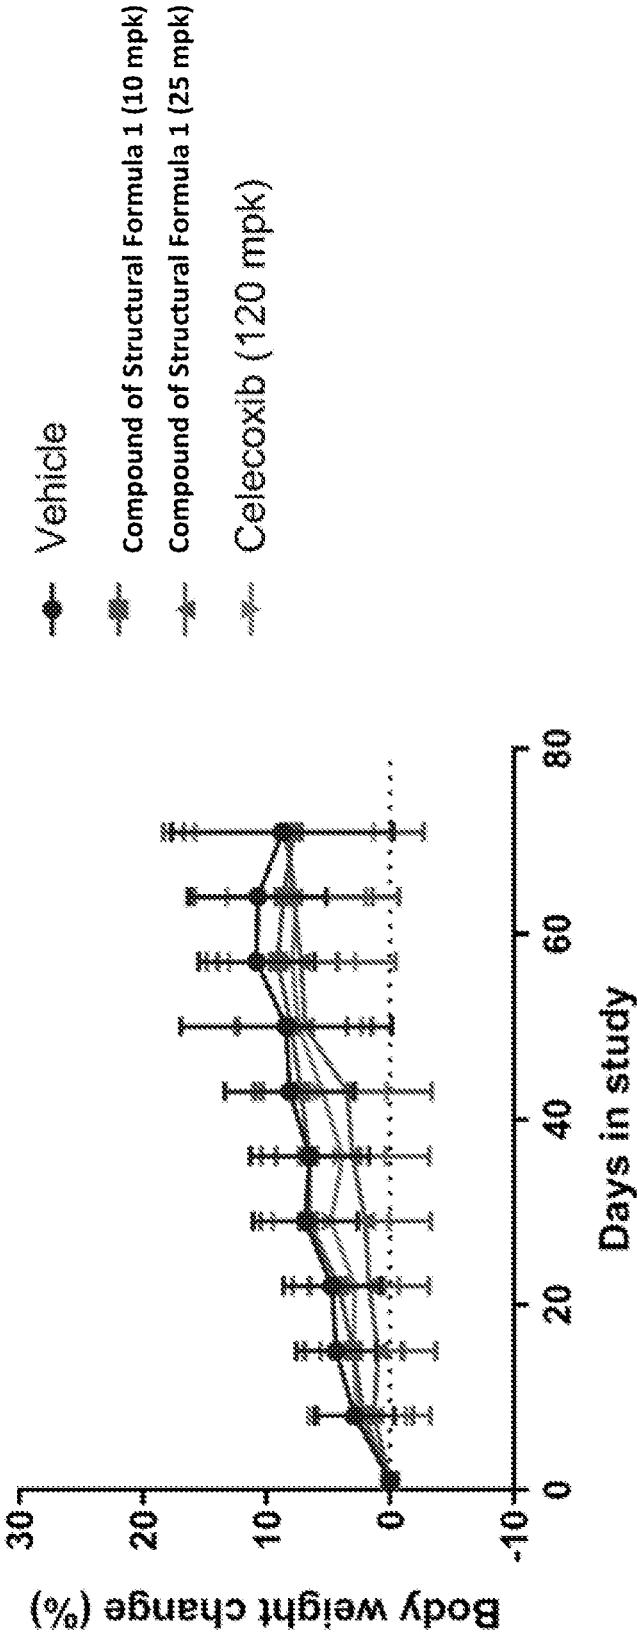 Vehicle
Compound of Structural Formula 1 (10 mpk)
Compound of Structural Formula 1 (25 mpk)
Celecoxib (120 mpk)
Body weight change (%)
30
20
10
0
-10
0
20
40
60
80
Days in study